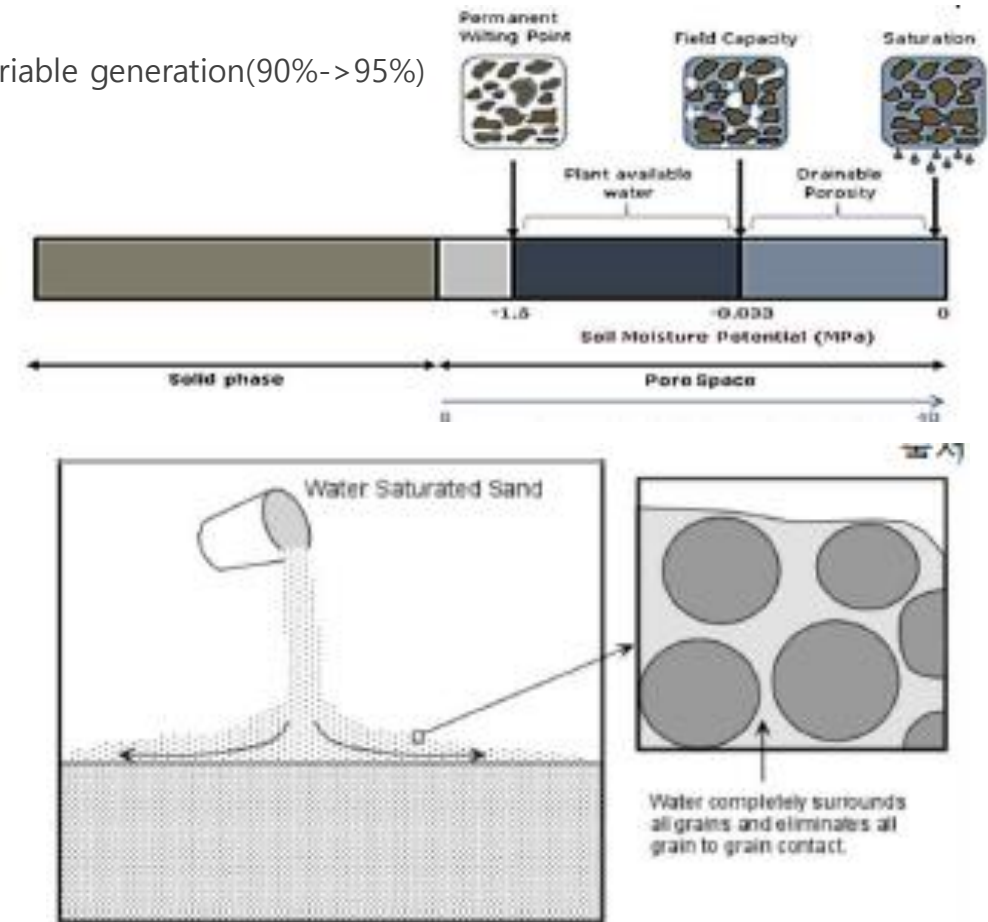 riable generation(90%->95%)
Permanent
Wilting Point
Field Capacity
Saturation
Plant available
water
Drainable
Porosity
-1.5
-0.033
0
Soil Moisture Potential (MPa)
Solid phase
Pore Space
0
40
Water Saturated Sand
Water completely surrounds
all grains and eliminates all
grain to grain contact.